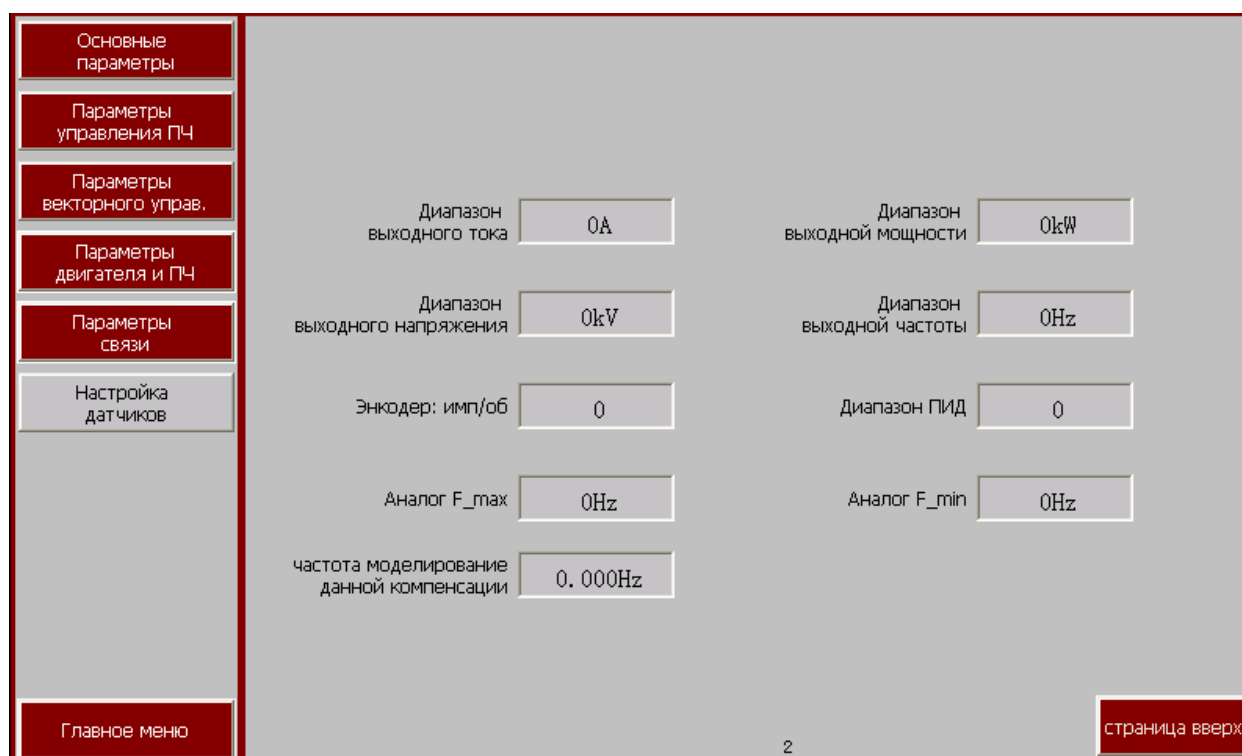 Основные
параметры
Параметры
управления ПЧ
Параметры
векторного управ.
Параметры
двигателя и ПЧ
Параметры
связи
Настройка
датчиков
Главное меню
Диапазон
выходного тока
0A
Диапазон
выходной мощности
0kW
Диапазон
выходного напряжения
0kV
Диапазон
выходной частоты
0Hz
Энкодер: имп/об
0
Диапазон ПИД
0
Аналог F_max
0Hz
Аналог F_min
0Hz
частота моделирование
данной компенсации
0.000Hz
2
страница вверх